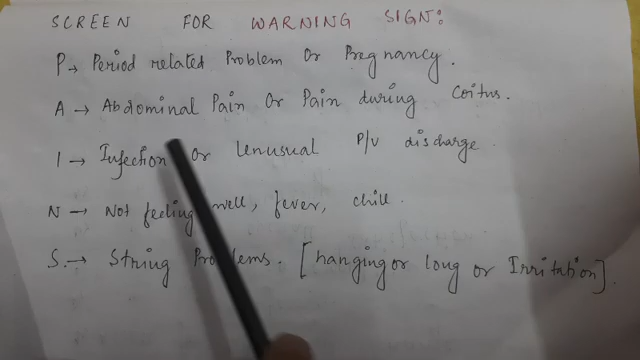 SCREEN FOR WARNING SIGN:
P → Period related Problem Or Pregnancy.
A → Abdominal Pain Or Pain during Coitus.
I → Infection Or Unusual P/V discharge.
N → Not feeling well, fever, chill.
S. → String Problems. [hanging or long or Irritation].